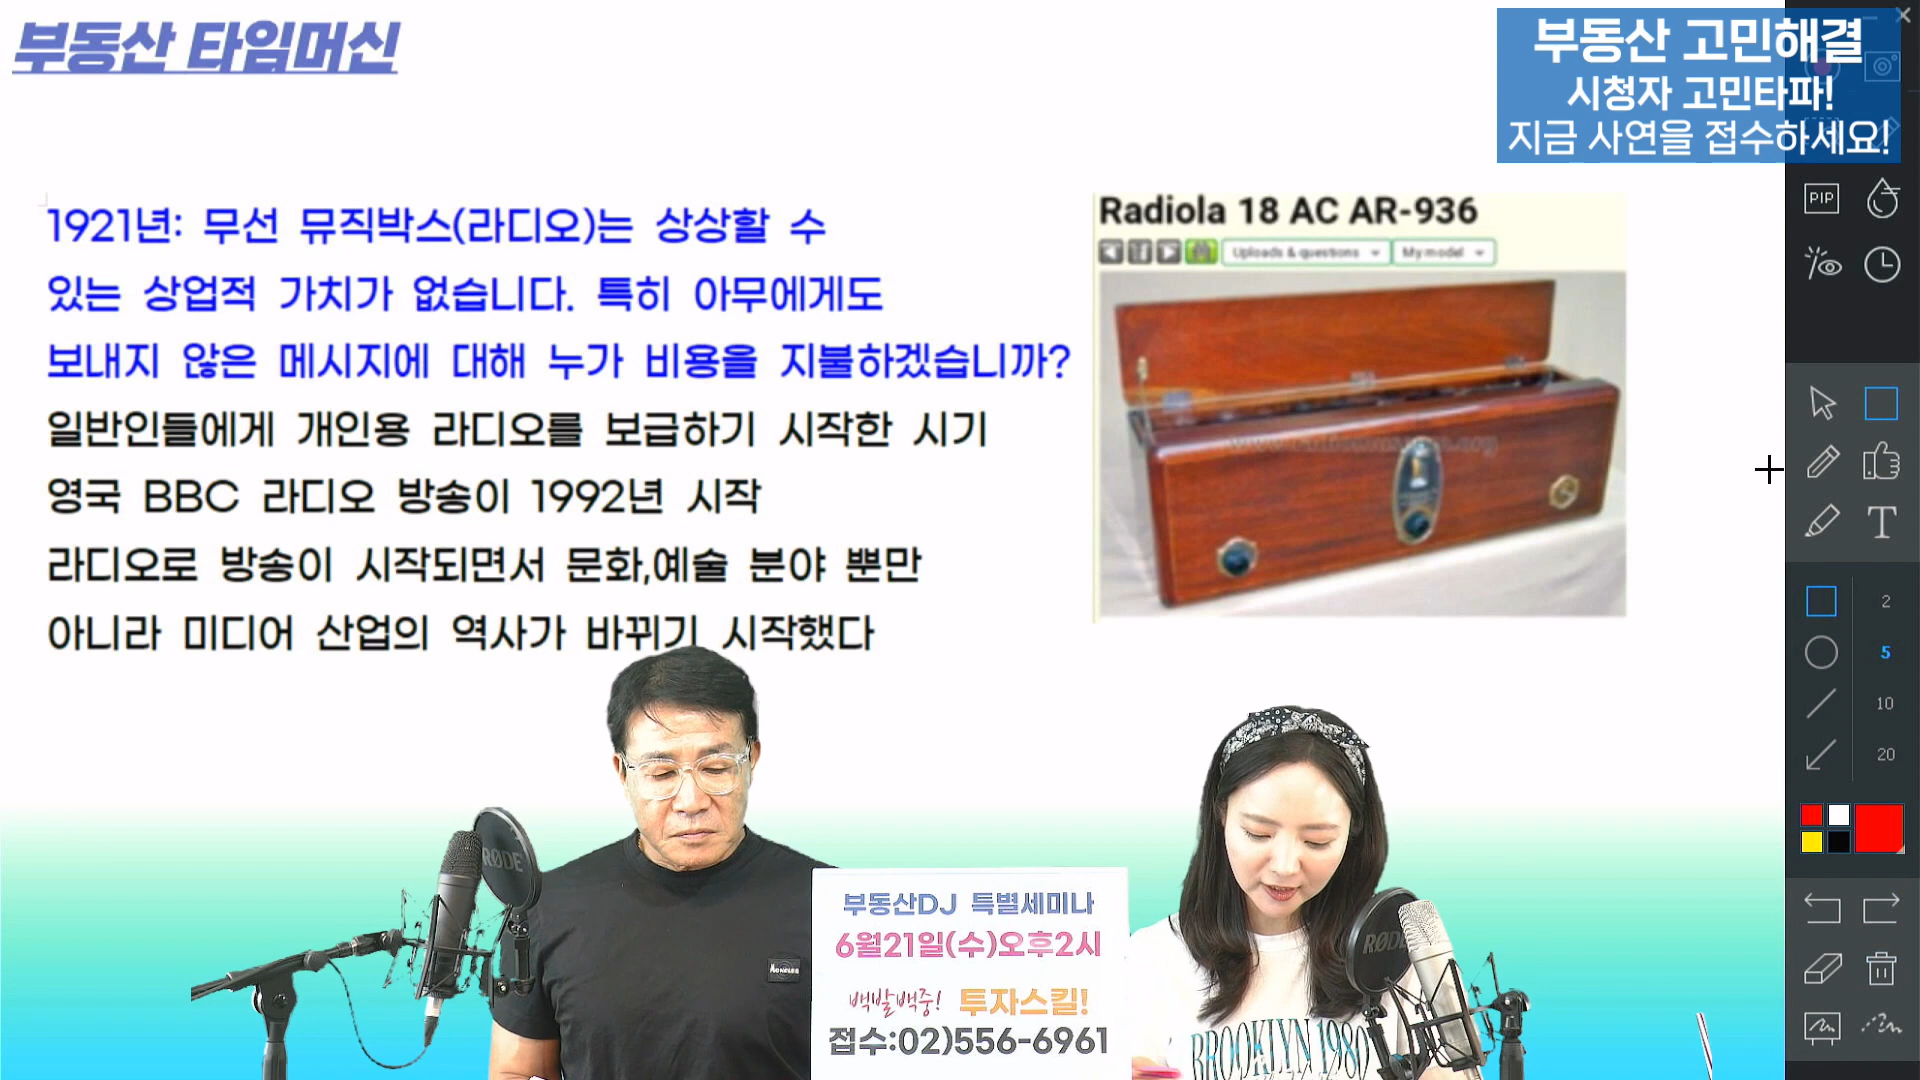 부동산 타임머신
부동산 고민해결
시청자 고민타파!
지금 사연을 접수하세요!
1921년: 무선 뮤직박스(라디오)는 상상할 수
있는 상업적 가치가 없습니다. 특히 아무에게도
보내지 않은 메시지에 대해 누가 비용을 지불하겠습니까?
일반인들에게 개인용 라디오를 보급하기 시작한 시기
영국 BBC 라디오 방송이 1992년 시작
라디오로 방송이 시작되면서 문화,예술 분야 뿐만
아니라 미디어 산업의 역사가 바뀌기 시작했다
Radiola 18 AC AR-936
Uploads & questions
My model
PIP
T
2
5
10
20
RØDE
부동산DJ 특별세미나
6월21일(수)오후2시
백발백중! 투자스킬!
접수:02)556-6961
RØDE
BROOKLYN 1980